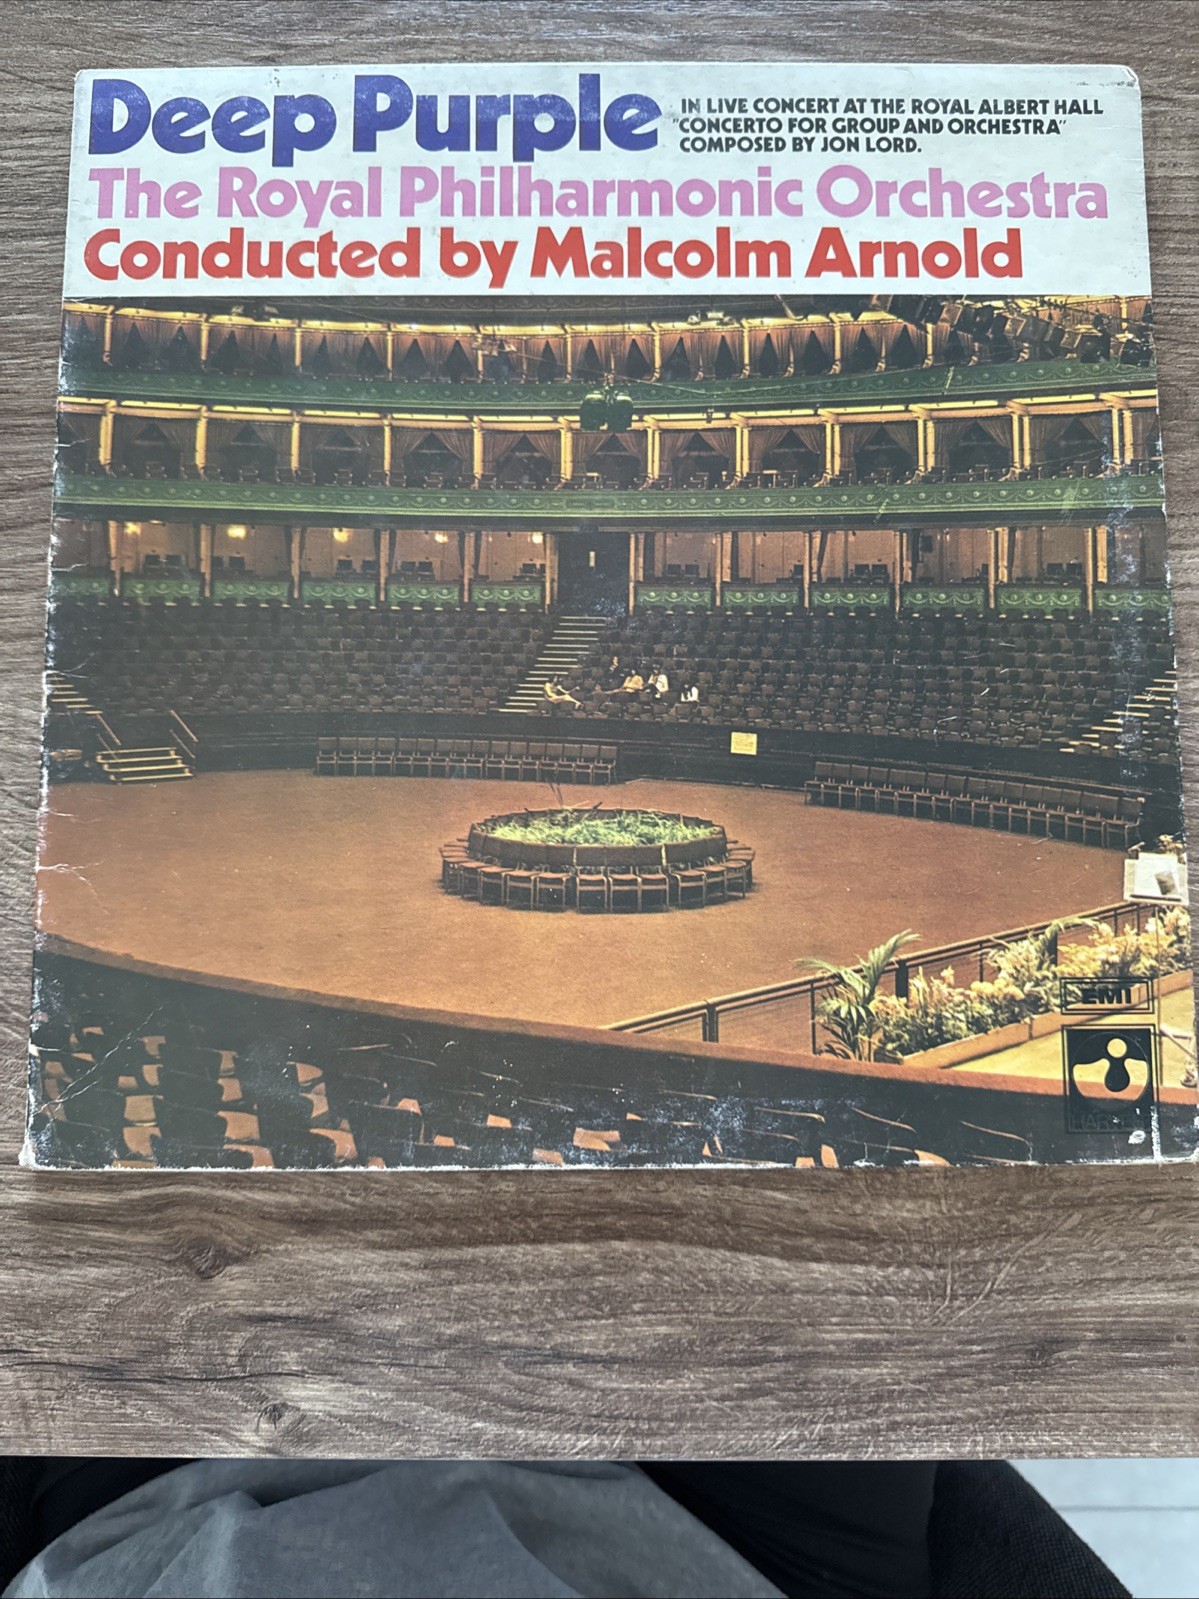 Deep Purple
IN LIVE CONCERT AT THE ROYAL ALBERT HALL
"CONCERTO FOR GROUP AND ORCHESTRA"
COMPOSED BY JON LORD.
The Royal Philharmonic Orchestra
Conducted by Malcolm Arnold
EMI